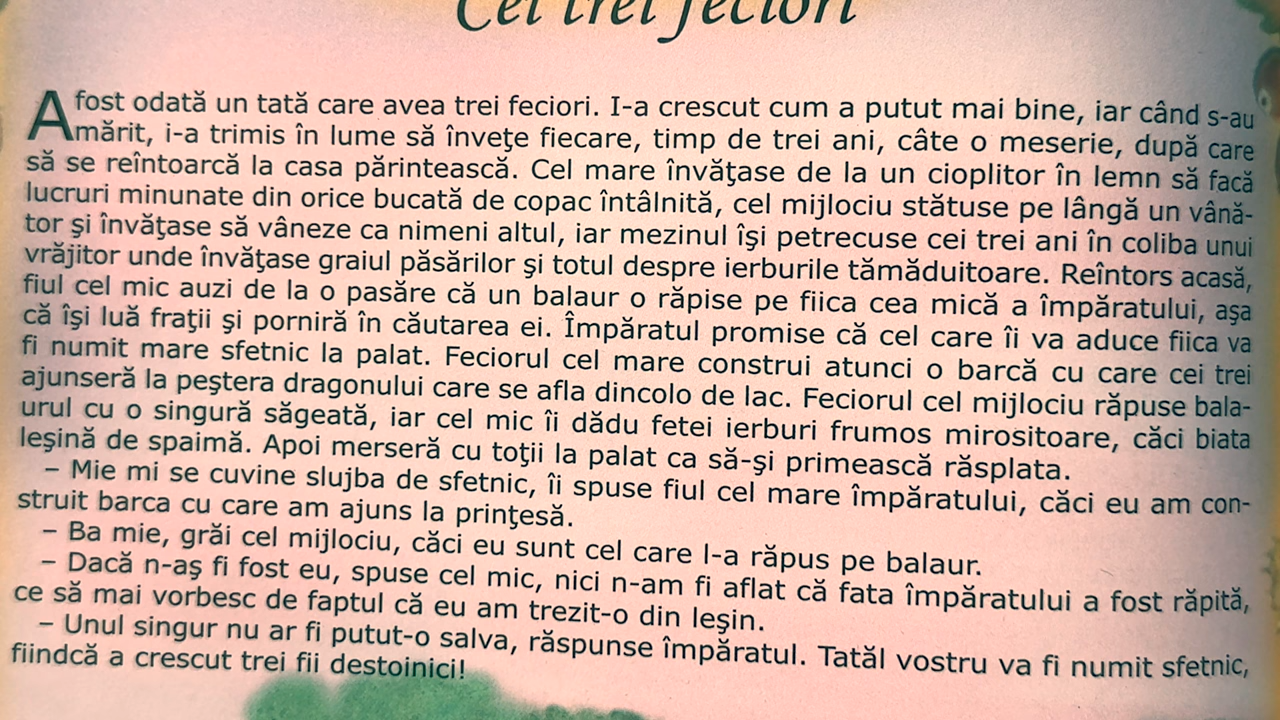 Cei trei feciori
A fost odată un tată care avea trei feciori. I-a crescut cum a putut mai bine, iar când s-au
mărit, i-a trimis în lume să înveţe fiecare, timp de trei ani, câte o meserie, după care
să se reîntoarcă la casa părintească. Cel mare învăţase de la un cioplitor în lemn să facă
lucruri minunate din orice bucată de copac întâlnită, cel mijlociu stătuse pe lângă un vână-
tor şi învăţase să vâneze ca nimeni altul, iar mezinul îşi petrecuse cei trei ani în coliba unui
vrăjitor unde învăţase graiul păsărilor şi totul despre ierburile tămăduitoare. Reîntors acasă,
fiul cel mic auzi de la o pasăre că un balaur o răpise pe fiica cea mică a împăratului, aşa
că îşi luă fraţii şi porniră în căutarea ei. Împăratul promise că cel care îi va aduce fiica va
fi numit mare sfetnic la palat. Feciorul cel mare construi atunci o barcă cu care cei trei
ajunseră la peştera dragonului care se afla dincolo de lac. Feciorul cel mijlociu răpuse bala-
urul cu o singură săgeată, iar cel mic îi dădu fetei ierburi frumos mirositoare, căci biata
leşină de spaimă. Apoi merseră cu toţii la palat ca să-şi primească răsplata.
– Mie mi se cuvine slujba de sfetnic, îi spuse fiul cel mare împăratului, căci eu am con-
struit barca cu care am ajuns la prinţesă.
– Ba mie, grăi cel mijlociu, căci eu sunt cel care l-a răpus pe balaur.
– Dacă n-aş fi fost eu, spuse cel mic, nici n-am fi aflat că fata împăratului a fost răpită,
ce să mai vorbesc de faptul că eu am trezit-o din leşin.
– Unul singur nu ar fi putut-o salva, răspunse împăratul. Tatăl vostru va fi numit sfetnic,
fiindcă a crescut trei fii destoinici!